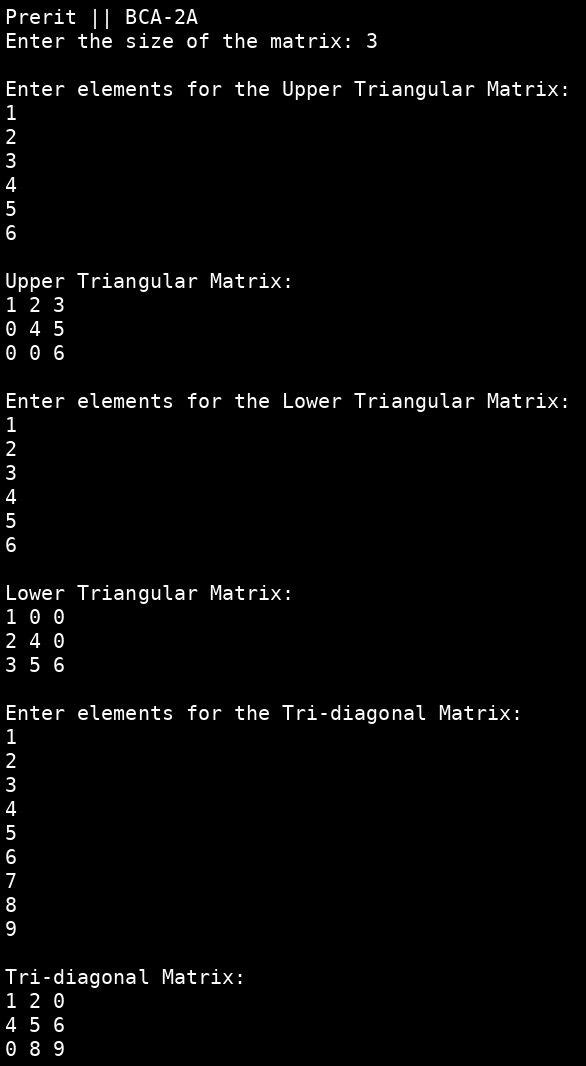 Prerit || BCA-2A
Enter the size of the matrix: 3
Enter elements for the Upper Triangular Matrix:
1
2
3
4
5
6
Upper Triangular Matrix:
1 2 3
0 4 5
0 0 6
Enter elements for the Lower Triangular Matrix:
1
2
3
4
5
6
Lower Triangular Matrix:
1 0 0
2 4 0
3 5 6
Enter elements for the Tri-diagonal Matrix:
1
2
3
4
5
6
7
8
9
Tri-diagonal Matrix:
1 2 0
4 5 6
0 8 9